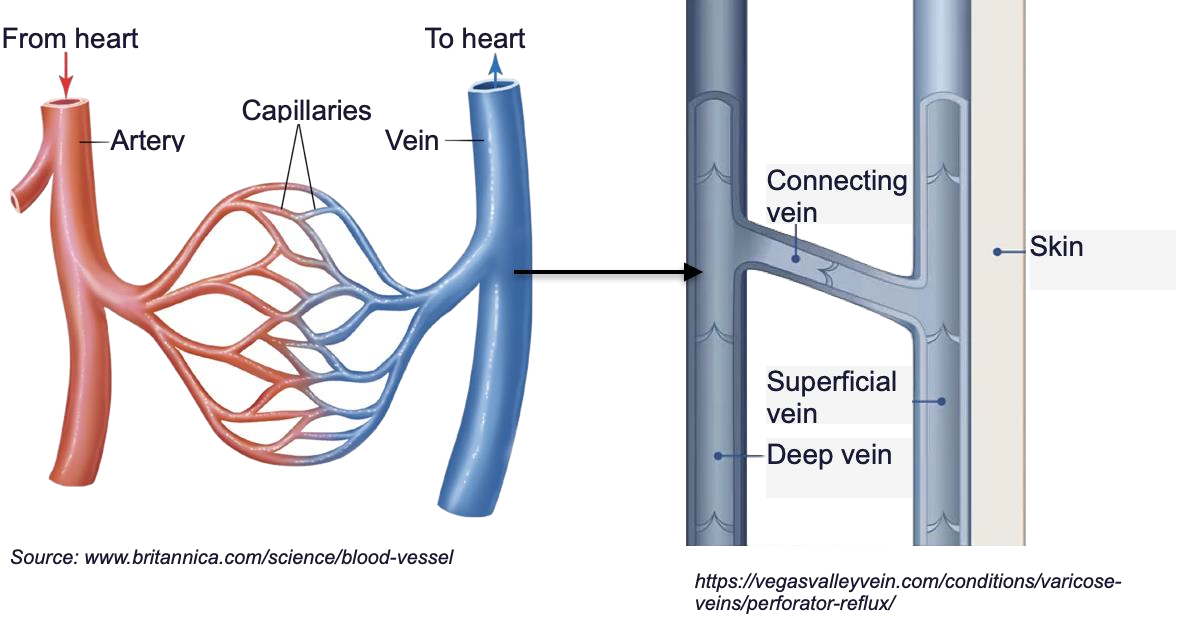 From heart
To heart
Capillaries
Artery
Vein
Connecting
vein
Skin
Superficial
vein
Deep vein
Source: www.britannica.com/science/blood-vessel
https://vegasvalleyvein.com/conditions/varicose-
veins/perforator-reflux/